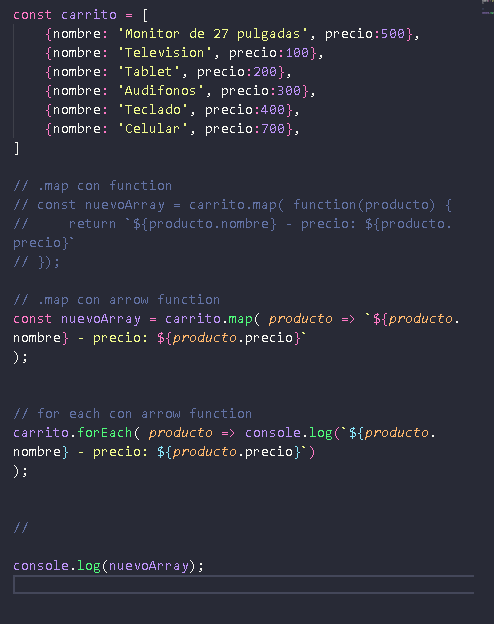 const carrito = [
    {nombre: 'Monitor de 27 pulgadas', precio:500},
    {nombre: 'Television', precio:100},
    {nombre: 'Tablet', precio:200},
    {nombre: 'Audifonos', precio:300},
    {nombre: 'Teclado', precio:400},
    {nombre: 'Celular', precio:700},
]
// .map con function
// const nuevoArray = carrito.map( function(producto) {
//     return `${producto.nombre} - precio: ${producto.
precio}`
// });
// .map con arrow function
const nuevoArray = carrito.map( producto => `${producto.
nombre} - precio: ${producto.precio}`
);
// for each con arrow function
carrito.forEach( producto => console.log(`${producto.
nombre} - precio: ${producto.precio}`)
);
//
console.log(nuevoArray);